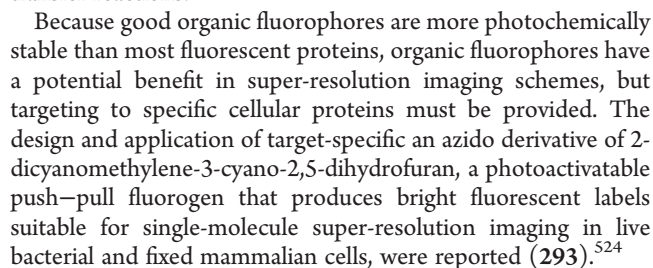 Because good organic fluorophores are more photochemically
stable than most fluorescent proteins, organic fluorophores have
a potential benefit in super-resolution imaging schemes, but
targeting to specific cellular proteins must be provided. The
design and application of target-specific an azido derivative of 2-
dicyanomethylene-3-cyano-2,5-dihydrofuran, a photoactivatable
push−pull fluorogen that produces bright fluorescent labels
suitable for single-molecule super-resolution imaging in live
bacterial and fixed mammalian cells, were reported (293).524